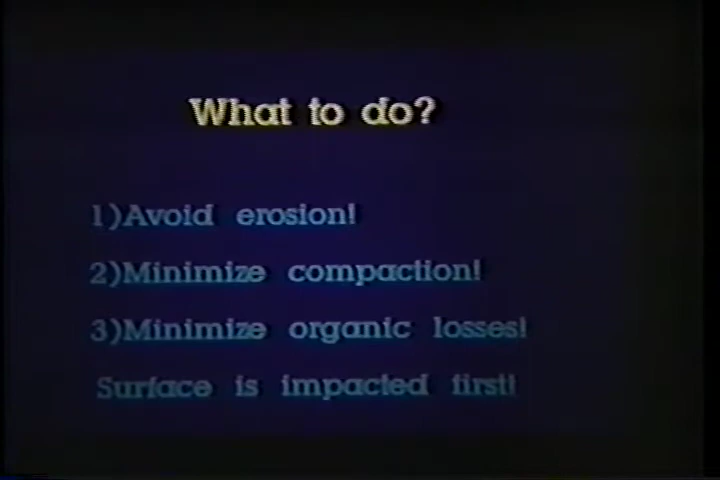 What to do?
1)Avoid erosion!
2)Minimize compaction!
3)Minimize organic losses!
Surface is impacted first!